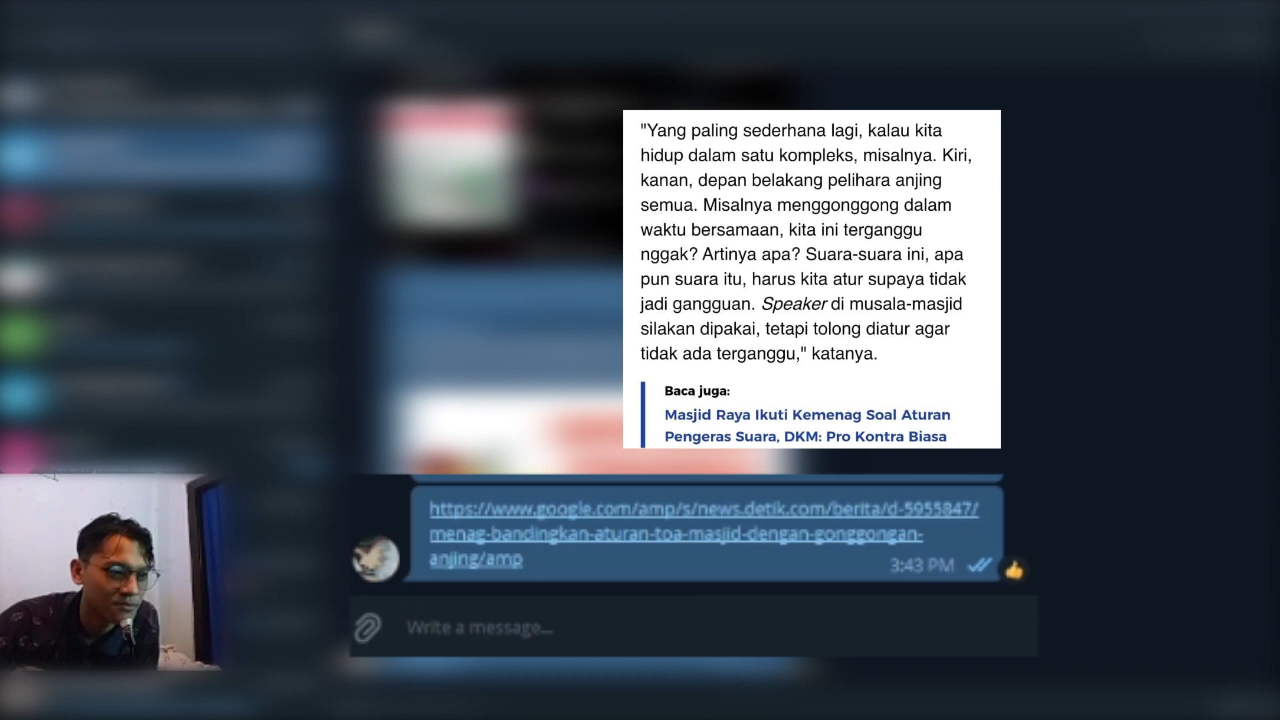 "Yang paling sederhana lagi, kalau kita
hidup dalam satu kompleks, misalnya. Kiri,
kanan, depan belakang pelihara anjing
semua. Misalnya menggonggong dalam
waktu bersamaan, kita ini terganggu
nggak? Artinya apa? Suara-suara ini, apa
pun suara itu, harus kita atur supaya tidak
jadi gangguan. Speaker di musala-masjid
silakan dipakai, tetapi tolong diatur agar
tidak ada terganggu," katanya.
Baca juga:
Masjid Raya Ikuti Kemenag Soal Aturan
Pengeras Suara, DKM: Pro Kontra Biasa
https://www.google.com/amp/s/news.detik.com/berita/d-5955847/
menag-bandingkan-aturan-toa-masjid-dengan-gonggongan-
anjing/amp
3:43 PM
Write a message...